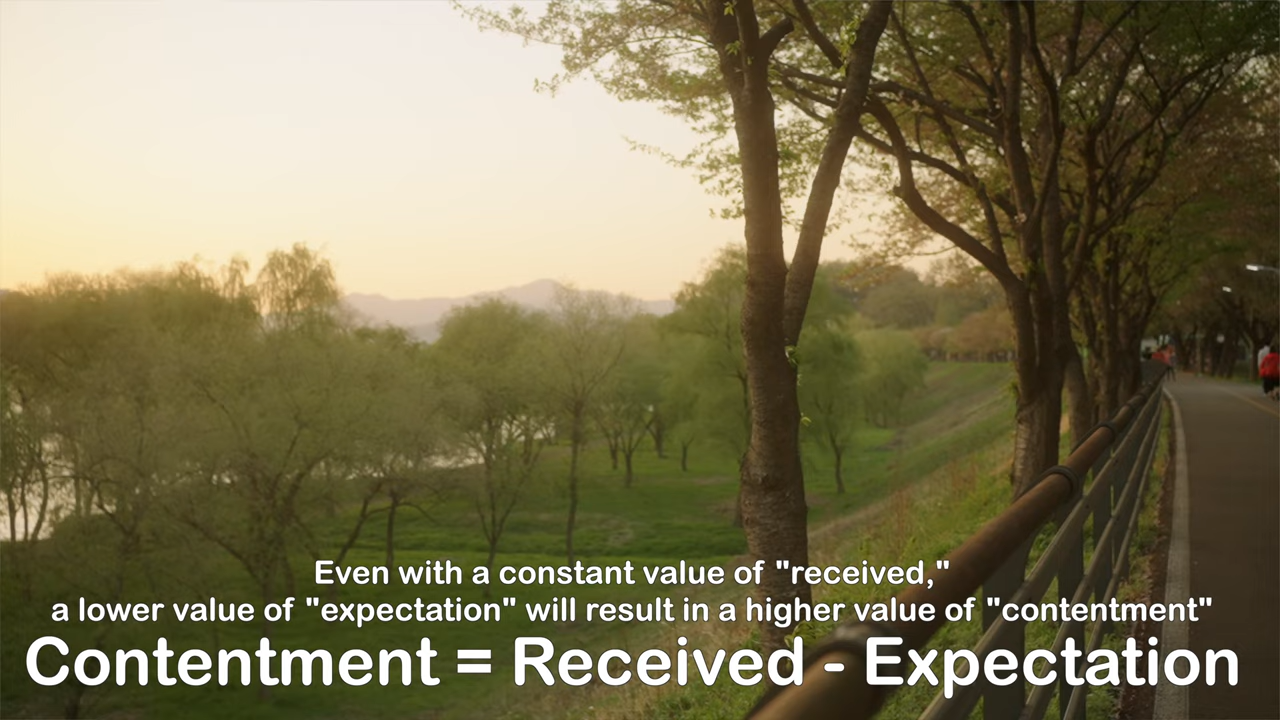 Even with a constant value of "received,"
a lower value of "expectation" will result in a higher value of "contentment"
Contentment = Received - Expectation